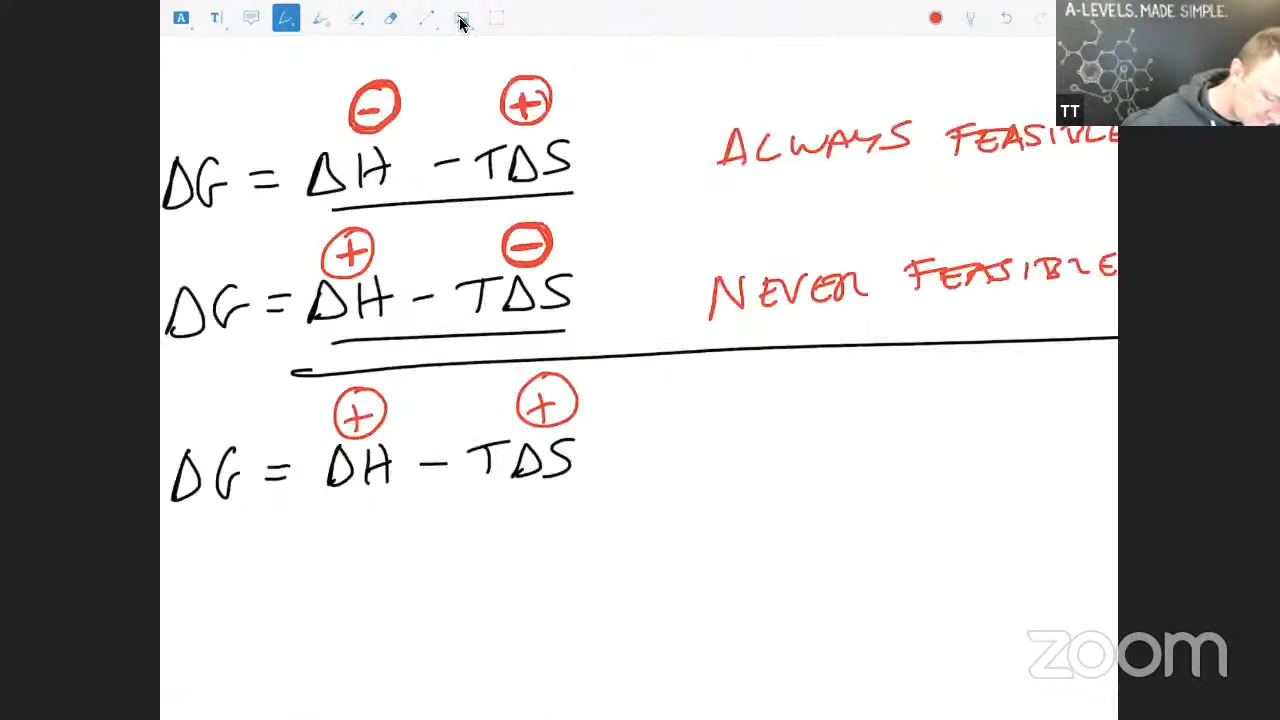 A-LEVELS. MADE SIMPLE.
TT
⊖ ⊕
ΔG = ΔH - TΔS ALWAYS FEASIBLE
⊕ ⊖
ΔG = ΔH - TΔS NEVER FEASIBLE
⊕ ⊕
ΔG = ΔH - TΔS
zoom